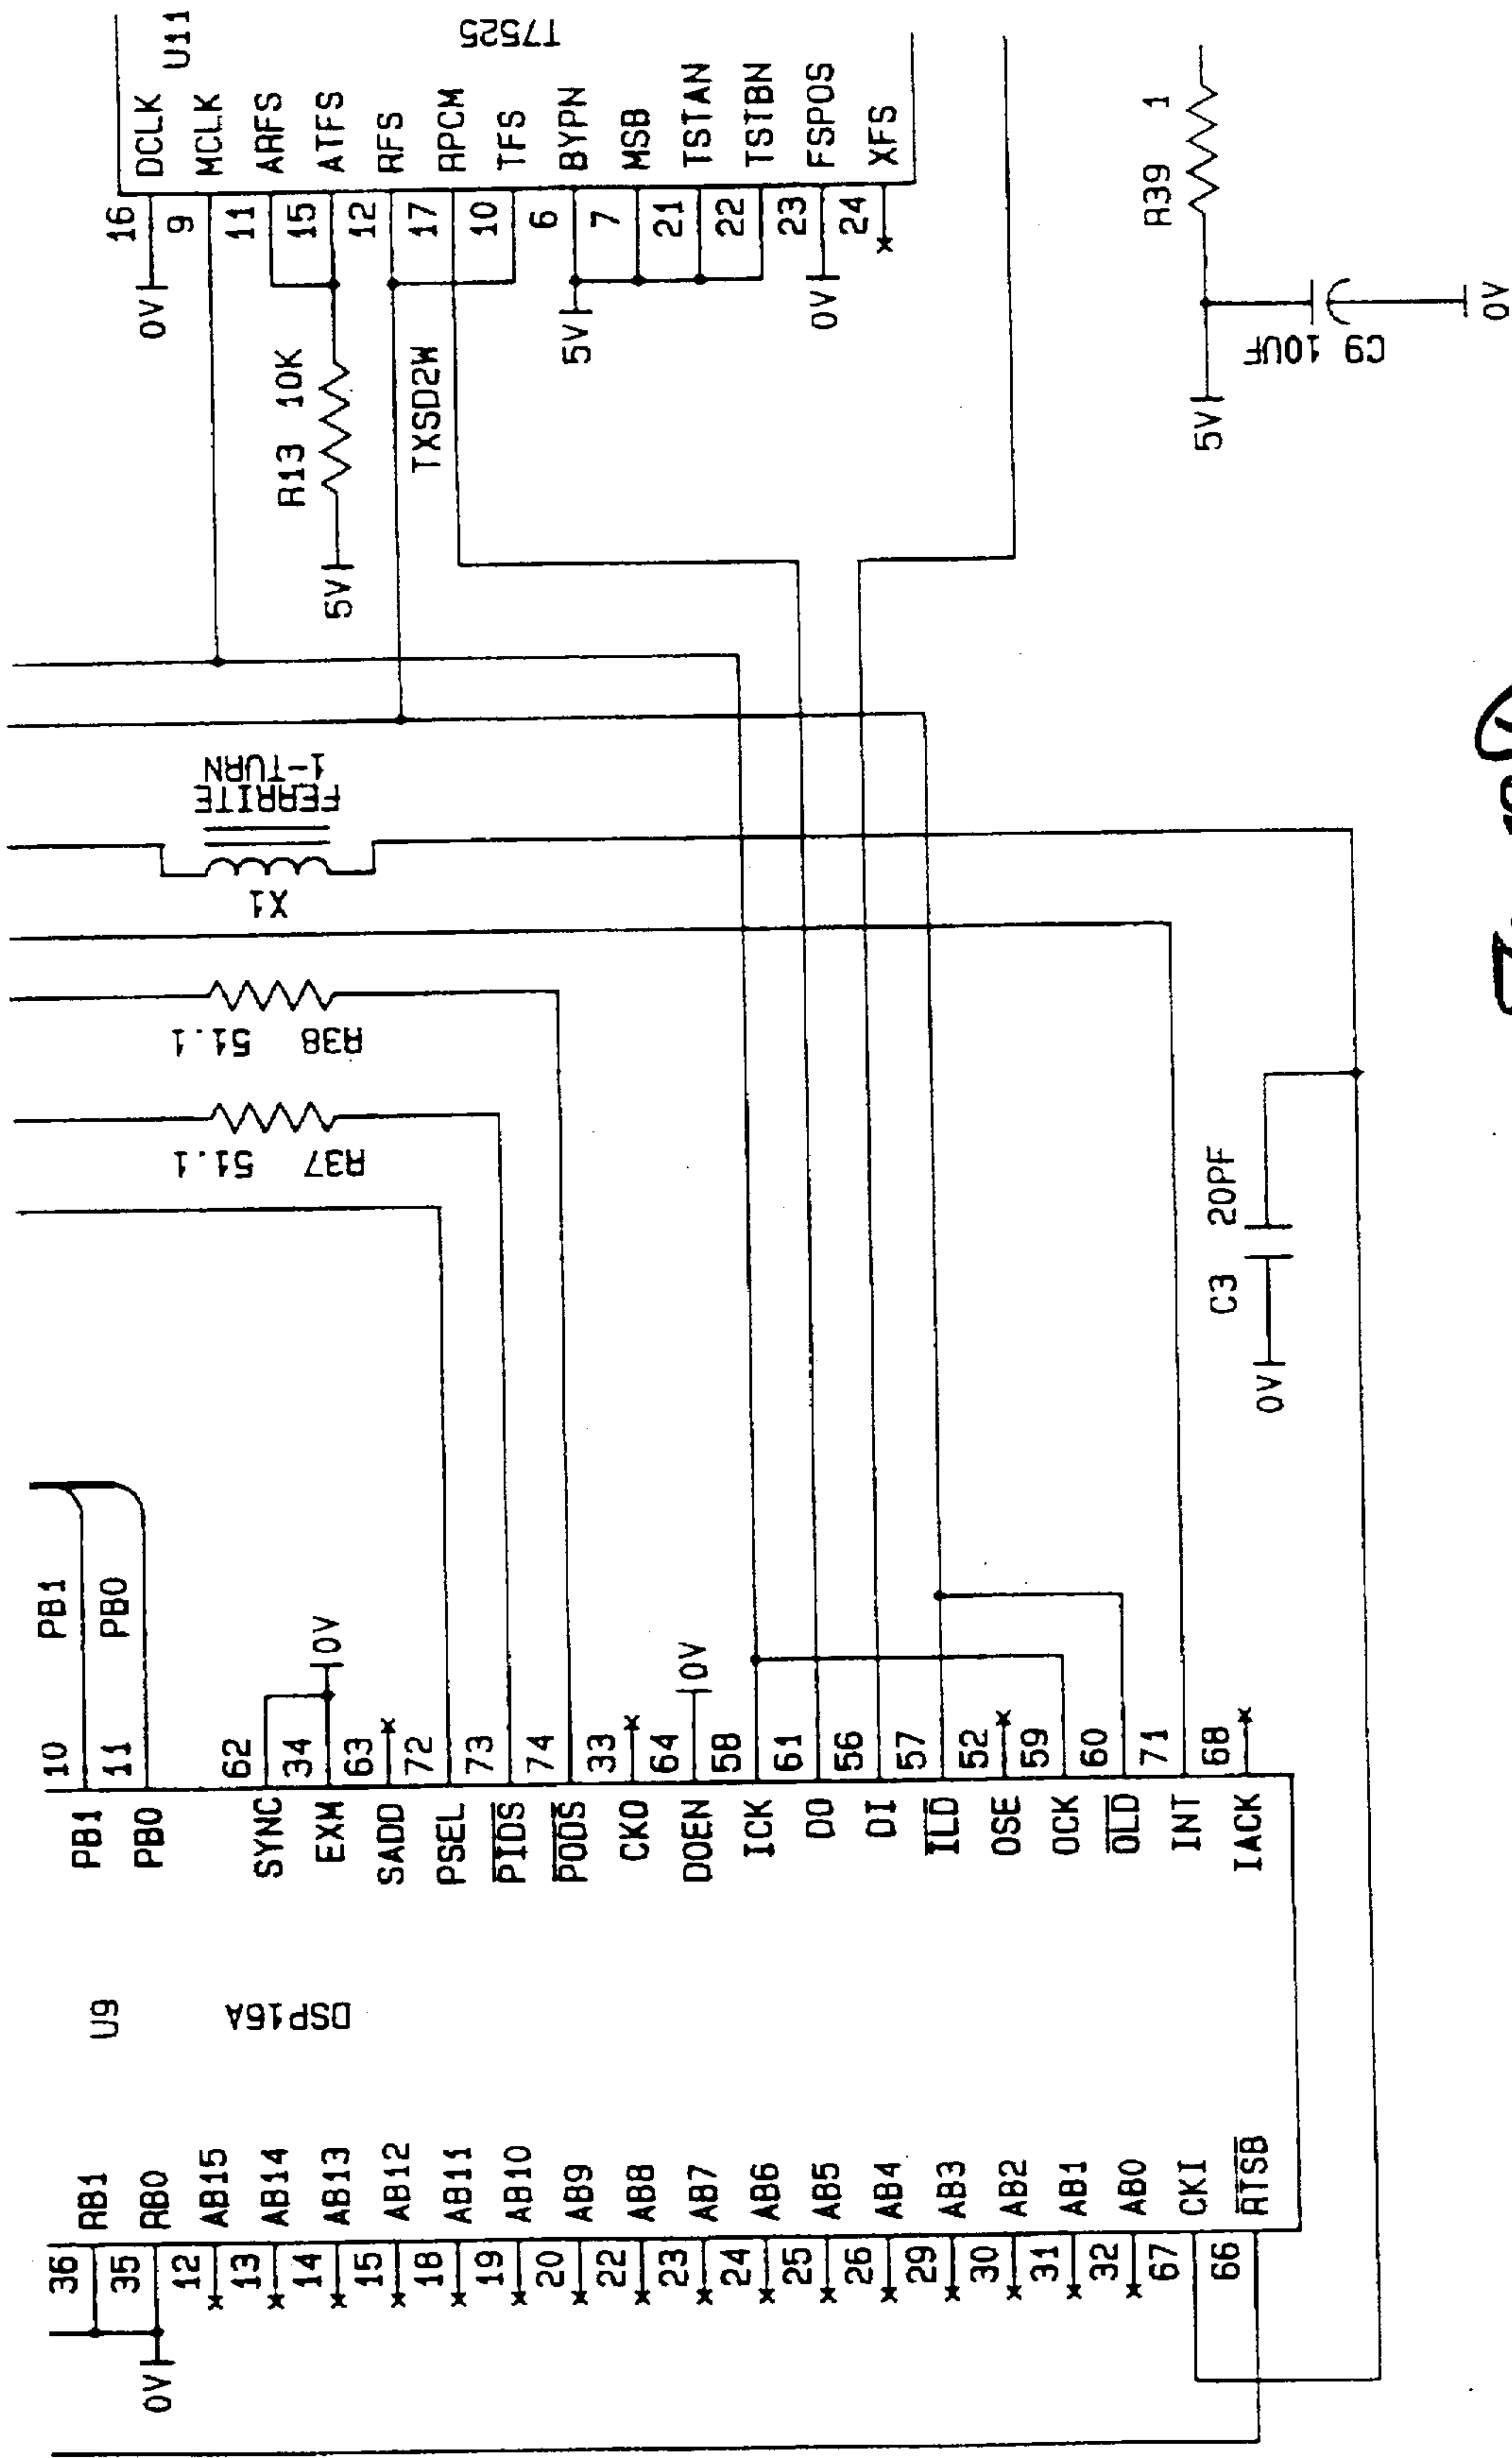 U11
T7525
16 DCLK
9 MCLK
11 ARFS
15 ATFS
12 RFS
17 RPCM
10 TFS
6 BYPN
7 MSB
21 TSTAN
22 TSTBN
23 FSPOS
24 XFS
0V
R13 10K
5V
TXSD2W
5V
0V
R39 1
5V
C9 10UF
0V
FERRITE
1-TURN
X1
R38 51.1
R37 51.1
C3 20PF
0V
PB1
PB0
10 PB1
11 PB0
62 SYNC
34 EXM
0V
63 SADD
72 PSEL
73 PIDS
74 PODS
33 CKO
64 DOEN
0V
58 ICK
61 DO
56 DI
57 ILD
52 OSE
59 OCK
60 OLD
71 INT
68 IACK
U9
DSP16A
36 RB1
35 RB0
12 AB15
13 AB14
14 AB13
15 AB12
18 AB11
19 AB10
20 AB9
22 AB8
23 AB7
24 AB6
25 AB5
26 AB4
29 AB3
30 AB2
31 AB1
32 AB0
67 CKI
66 RTSB
0V